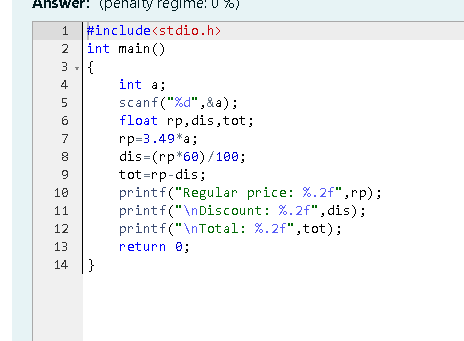 Answer: (penalty regime: 0 %)
1 #include<stdio.h>
2 int main()
3 {
4 int a;
5 scanf("%d",&a);
6 float rp,dis,tot;
7 rp=3.49*a;
8 dis=(rp*60)/100;
9 tot=rp-dis;
10 printf("Regular price: %.2f",rp);
11 printf("\nDiscount: %.2f",dis);
12 printf("\nTotal: %.2f",tot);
13 return 0;
14 }